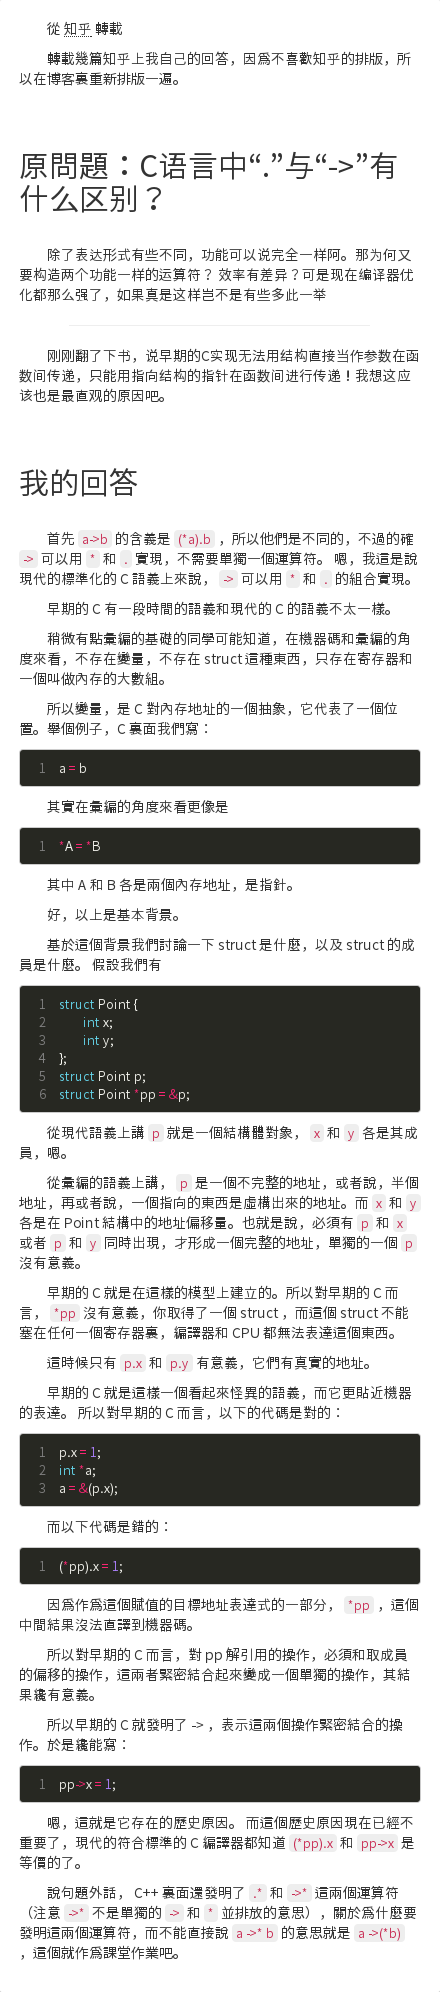 從 知乎 轉載
轉載幾篇知乎上我自己的回答，因爲不喜歡知乎的排版，所
以在博客裏重新排版一遍。
原問題：C语言中“.”与“->”有
什么区别？
除了表达形式有些不同，功能可以说完全一样阿。那为何又
要构造两个功能一样的运算符？ 效率有差异？可是现在编译器优
化都那么强了，如果真是这样岂不是有些多此一举
刚刚翻了下书，说早期的C实现无法用结构直接当作参数在函
数间传递，只能用指向结构的指针在函数间进行传递！我想这应
该也是最直观的原因吧。
我的回答
首先 a->b 的含義是 (*a).b ，所以他們是不同的，不過的確
-> 可以用 * 和 . 實現，不需要單獨一個運算符。 嗯，我這是說
現代的標準化的 C 語義上來說， -> 可以用 * 和 . 的組合實現。
早期的 C 有一段時間的語義和現代的 C 的語義不太一樣。
稍微有點彙編的基礎的同學可能知道，在機器碼和彙編的角
度來看，不存在變量，不存在 struct 這種東西，只存在寄存器和
一個叫做內存的大數組。
所以變量，是 C 對內存地址的一個抽象，它代表了一個位
置。舉個例子，C 裏面我們寫：
1 a = b
其實在彙編的角度來看更像是
1 *A = *B
其中 A 和 B 各是兩個內存地址，是指針。
好，以上是基本背景。
基於這個背景我們討論一下 struct 是什麼，以及 struct 的成
員是什麼。 假設我們有
1 struct Point {
2 int x;
3 int y;
4 };
5 struct Point p;
6 struct Point *pp = &p;
從現代語義上講 p 就是一個結構體對象， x 和 y 各是其成
員，嗯。
從彙編的語義上講， p 是一個不完整的地址，或者說，半個
地址，再或者說，一個指向的東西是虛構出來的地址。而 x 和 y
各是在 Point 結構中的地址偏移量。也就是說，必須有 p 和 x
或者 p 和 y 同時出現，才形成一個完整的地址，單獨的一個 p
沒有意義。
早期的 C 就是在這樣的模型上建立的。所以對早期的 C 而
言， *pp 沒有意義，你取得了一個 struct ，而這個 struct 不能
塞在任何一個寄存器裏，編譯器和 CPU 都無法表達這個東西。
這時候只有 p.x 和 p.y 有意義，它們有真實的地址。
早期的 C 就是這樣一個看起來怪異的語義，而它更貼近機器
的表達。 所以對早期的 C 而言，以下的代碼是對的：
1 p.x = 1;
2 int *a;
3 a = &(p.x);
而以下代碼是錯的：
1 (*pp).x = 1;
因爲作爲這個賦值的目標地址表達式的一部分， *pp ，這個
中間結果沒法直譯到機器碼。
所以對早期的 C 而言，對 pp 解引用的操作，必須和取成員
的偏移的操作，這兩者緊密結合起來變成一個單獨的操作，其結
果纔有意義。
所以早期的 C 就發明了 -> ，表示這兩個操作緊密結合的操
作。於是纔能寫：
1 pp->x = 1;
嗯，這就是它存在的歷史原因。 而這個歷史原因現在已經不
重要了，現代的符合標準的 C 編譯器都知道 (*pp).x 和 pp->x 是
等價的了。
說句題外話， C++ 裏面還發明了 .* 和 ->* 這兩個運算符
（注意 ->* 不是單獨的 -> 和 * 並排放的意思），關於爲什麼要
發明這兩個運算符，而不能直接說 a ->* b 的意思就是 a ->(*b)
，這個就作爲課堂作業吧。